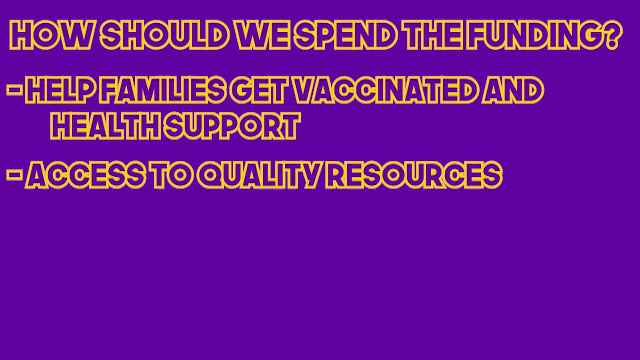 HOW SHOULD WE SPEND THE FUNDING?
- HELP FAMILIES GET VACCINATED AND
HEALTH SUPPORT
- ACCESS TO QUALITY RESOURCES